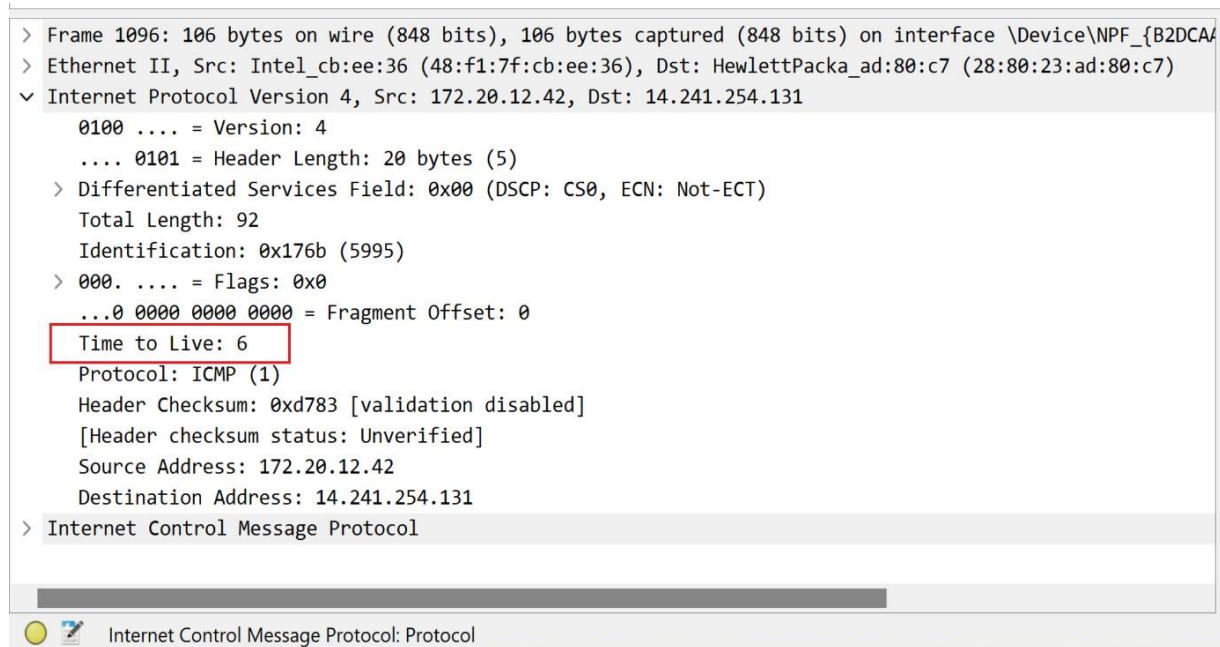 > Frame 1096: 106 bytes on wire (848 bits), 106 bytes captured (848 bits) on interface \Device\NPF_{B2DCAA
> Ethernet II, Src: Intel_cb:ee:36 (48:f1:7f:cb:ee:36), Dst: HewlettPacka_ad:80:c7 (28:80:23:ad:80:c7)
Internet Protocol Version 4, Src: 172.20.12.42, Dst: 14.241.254.131
0100 .... = Version: 4
.... 0101 = Header Length: 20 bytes (5)
> Differentiated Services Field: 0x00 (DSCP: CS0, ECN: Not-ECT)
Total Length: 92
Identification: 0x176b (5995)
> 000. .... = Flags: 0x0
...0 0000 0000 0000 = Fragment Offset: 0
Time to Live: 6
Protocol: ICMP (1)
Header Checksum: 0xd783 [validation disabled]
[Header checksum status: Unverified]
Source Address: 172.20.12.42
Destination Address: 14.241.254.131
> Internet Control Message Protocol
Internet Control Message Protocol: Protocol